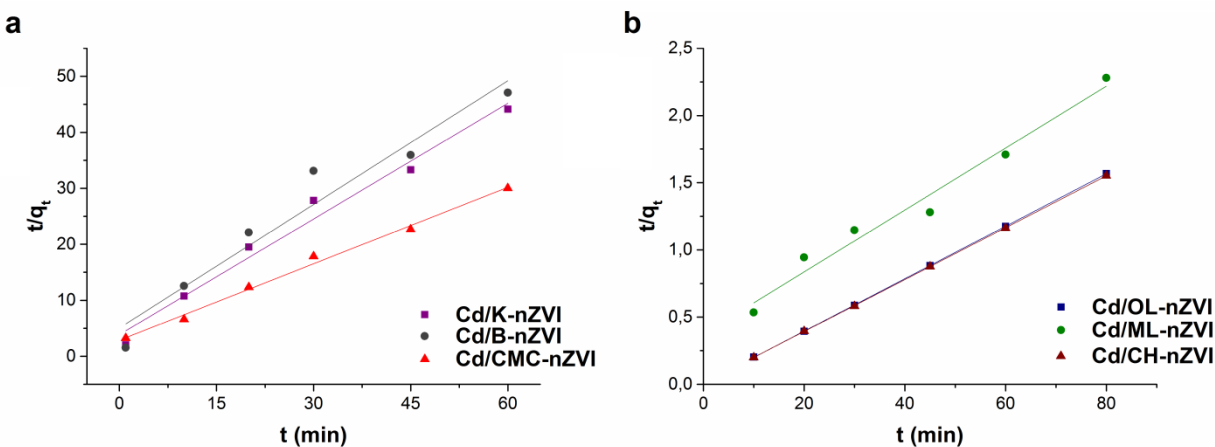 a
t/qt
50
40
30
20
10
0
0
15
30
45
60
t (min)
Cd/K-nZVI
Cd/B-nZVI
Cd/CMC-nZVI
b
t/qt
2,5
2,0
1,5
1,0
0,5
0,0
0
20
40
60
80
t (min)
Cd/OL-nZVI
Cd/ML-nZVI
Cd/CH-nZVI